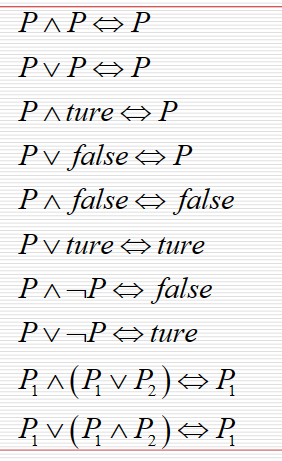 P ∧ P ⇔ P
P ∨ P ⇔ P
P ∧ ture ⇔ P
P ∨ false ⇔ P
P ∧ false ⇔ false
P ∨ ture ⇔ ture
P ∧ ¬P ⇔ false
P ∨ ¬P ⇔ ture
P₁ ∧ (P₁ ∨ P₂) ⇔ P₁
P₁ ∨ (P₁ ∧ P₂) ⇔ P₁